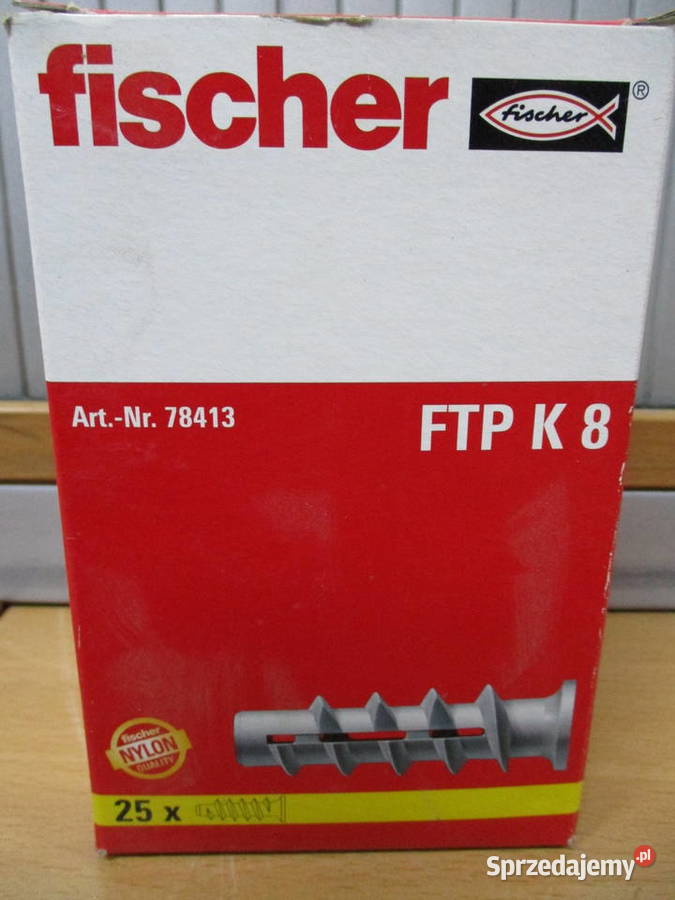 fischer
fischer ®
Art.-Nr. 78413
FTP K 8
fischer
NYLON
QUALITY
25 x
Sprzedajemy.pl